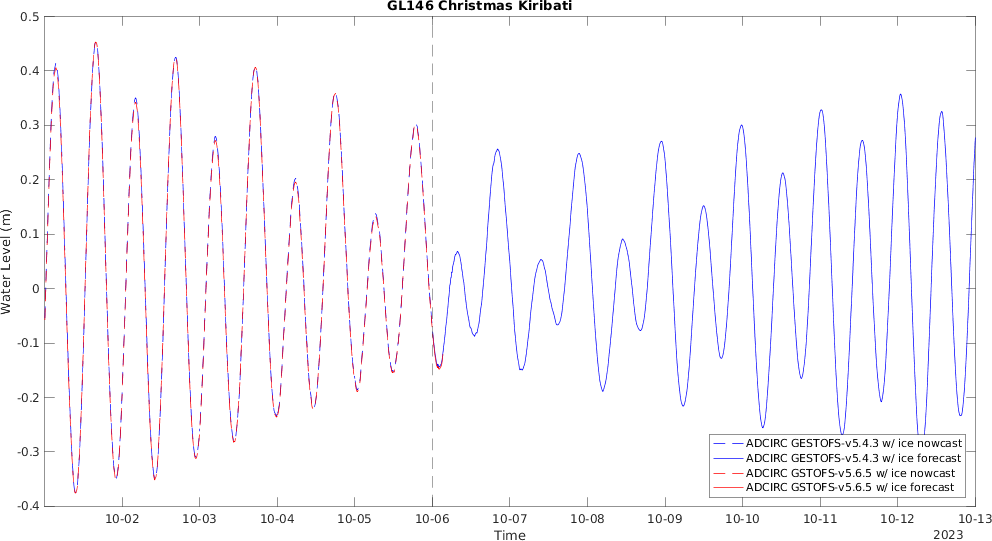 GL146 Christmas Kiribati
0.5
0.4
0.3
0.2
0.1
0
-0.1
-0.2
-0.3
-0.4
Water Level (m)
ADCIRC GESTOFS-v5.4.3 w/ ice nowcast
ADCIRC GESTOFS-v5.4.3 w/ ice forecast
ADCIRC GSTOFS-v5.6.5 w/ ice nowcast
ADCIRC GSTOFS-v5.6.5 w/ ice forecast
10-02 10-03 10-04 10-05 10-06 10-07 10-08 10-09 10-10 10-11 10-12 10-13
Time
2023